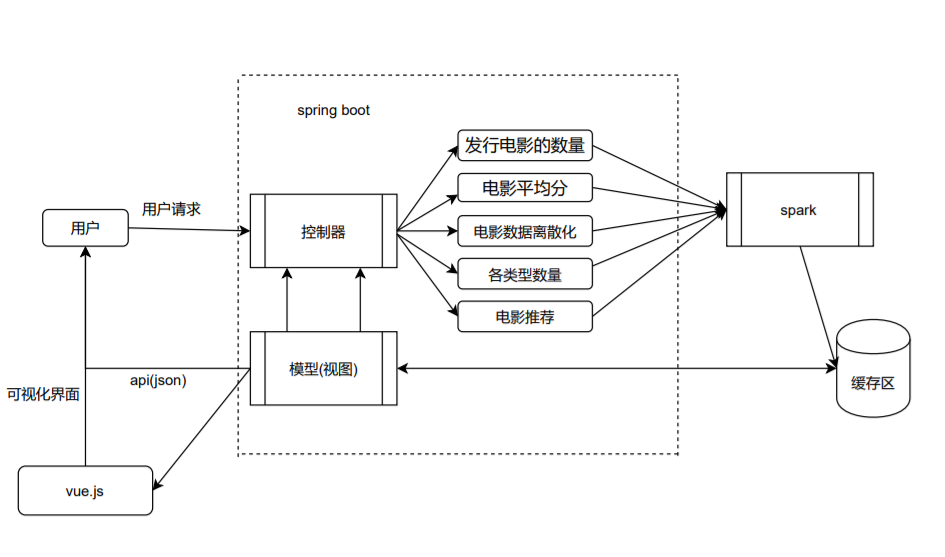 spring boot
发行电影的数量
电影平均分
用户请求
spark
用户
控制器
电影数据离散化
各类型数量
电影推荐
模型(视图)
api(json)
可视化界面
缓存区
vue.js